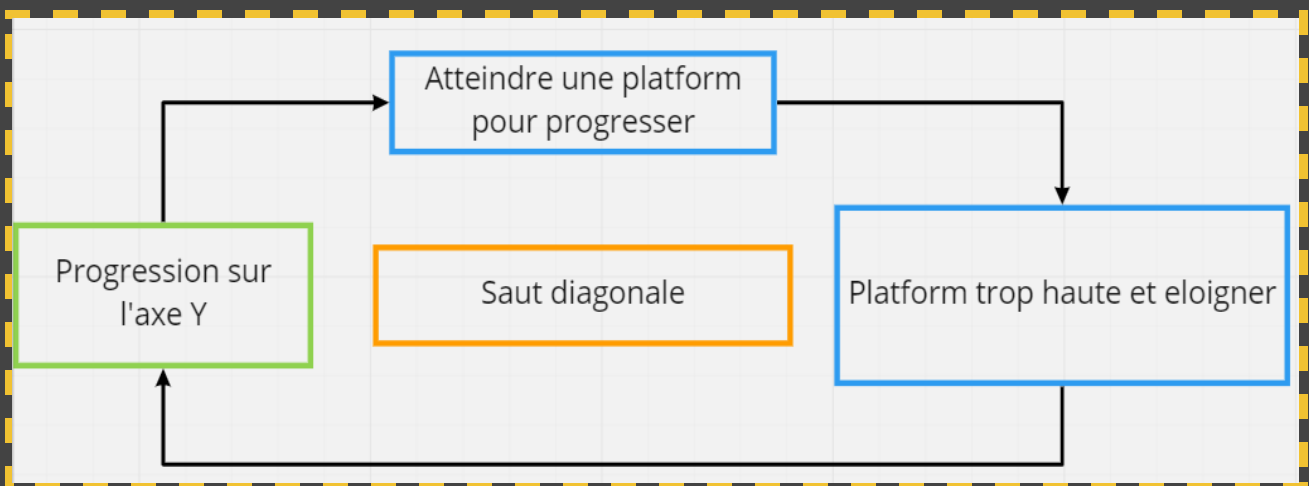 Atteindre une platform
pour progresser
Progression sur
l'axe Y
Saut diagonale
Platform trop haute et eloigner